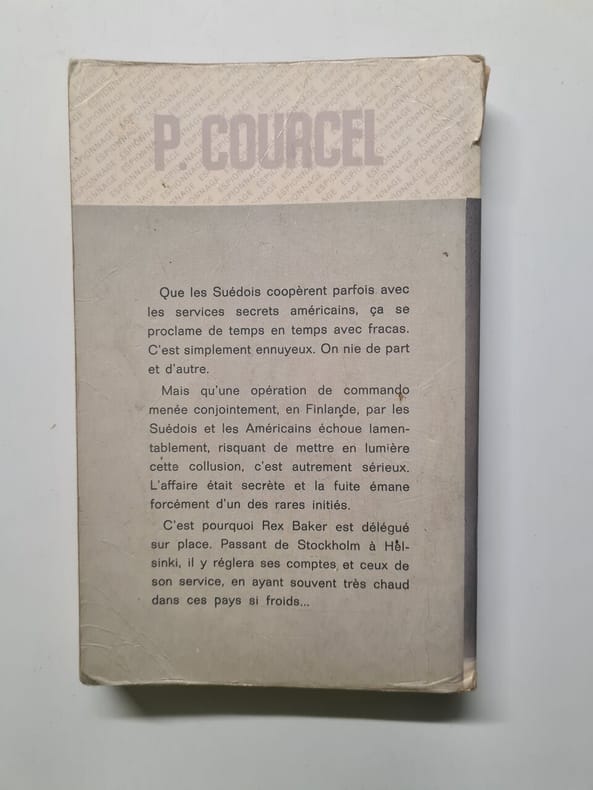 P. COURCEL
Que les Suédois coopèrent parfois avec
les services secrets américains, ça se
proclame de temps en temps avec fracas.
C'est simplement ennuyeux. On nie de part
et d'autre.
Mais qu'une opération de commando
menée conjointement, en Finlande, par les
Suédois et les Américains échoue lamen-
tablement, risquant de mettre en lumière
cette collusion, c'est autrement sérieux.
L'affaire était secrète et la fuite émane
forcément d'un des rares initiés.
C'est pourquoi Rex Baker est délégué
sur place. Passant de Stockholm à Hel-
sinki, il y réglera ses comptes et ceux de
son service, en ayant souvent très chaud
dans ces pays si froids...